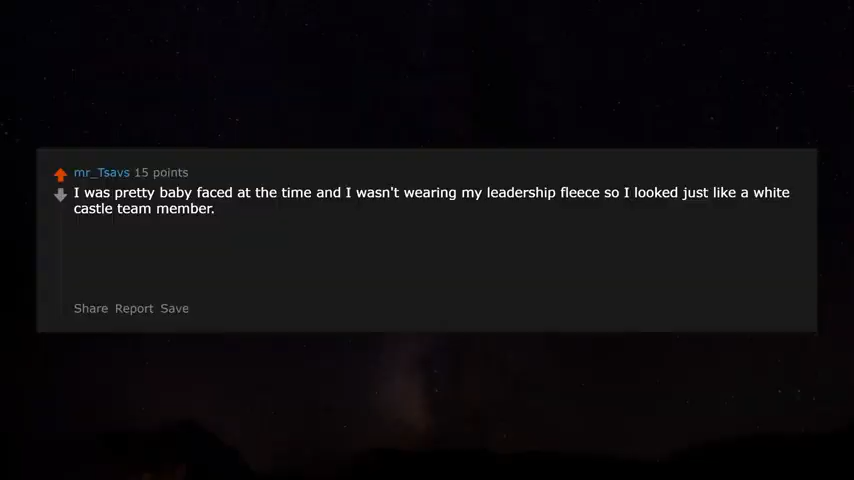 mr_Tsavs 15 points
I was pretty baby faced at the time and I wasn't wearing my leadership fleece so I looked just like a white
castle team member.
Share Report Save